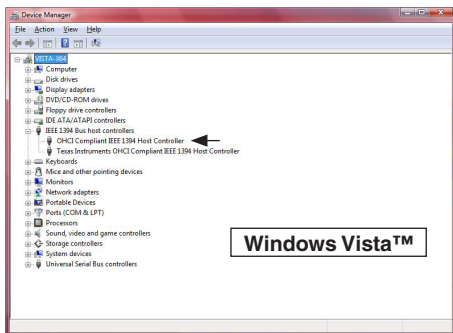 Device Manager
File Action View Help
VISTA-X64
Computer
Disk drives
Display adapters
DVD/CD-ROM drives
Floppy drive controllers
IDE ATA/ATAPI controllers
IEEE 1394 Bus host controllers
OHCI Compliant IEEE 1394 Host Controller
Texas Instruments OHCI Compliant IEEE 1394 Host Controller
Keyboards
Mice and other pointing devices
Monitors
Network adapters
Portable Devices
Ports (COM & LPT)
Processors
Sound, video and game controllers
Storage controllers
System devices
Universal Serial Bus controllers
Windows Vista™